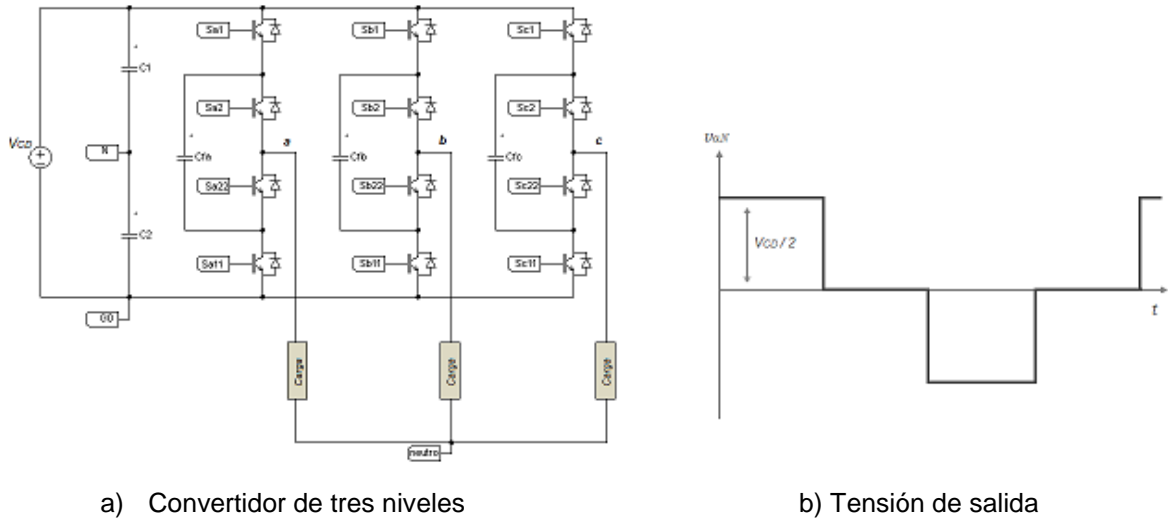 Sa1
Sb1
Sc1
C1
Sa2
Sb2
Sc2
VCD
N
a
b
c
Cfa
Cfb
Cfc
Sa22
Sb22
Sc22
C2
Sa11
Sb11
Sc11
G0
Carga
Carga
Carga
neutro
VaN
VCD / 2
t
a) Convertidor de tres niveles
b) Tensión de salida